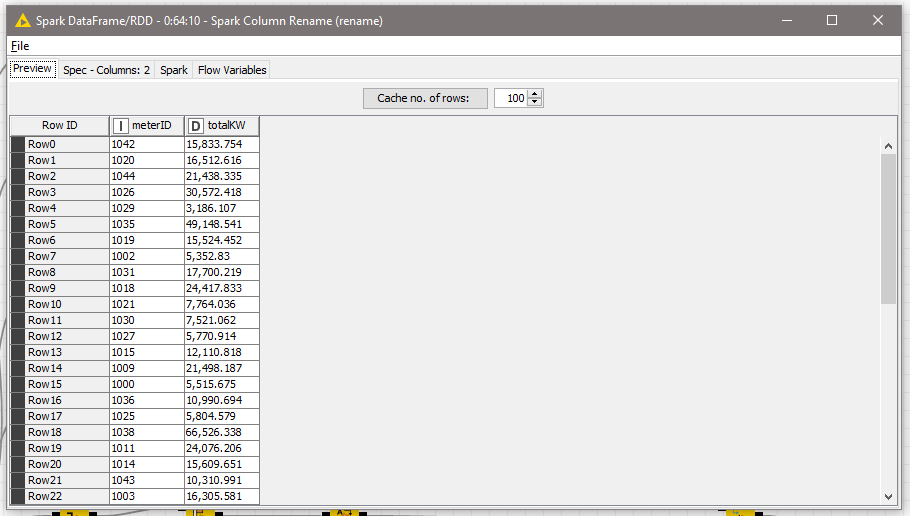 Spark DataFrame/RDD - 0:64:10 - Spark Column Rename (rename)
File
Preview Spec - Columns: 2 Spark Flow Variables
Cache no. of rows: 100
Row ID I meterID D totalKW
Row0 1042 15,833.754
Row1 1020 16,512.616
Row2 1044 21,438.335
Row3 1026 30,572.418
Row4 1029 3,186.107
Row5 1035 49,148.541
Row6 1019 15,524.452
Row7 1002 5,352.83
Row8 1031 17,700.219
Row9 1018 24,417.833
Row10 1021 7,764.036
Row11 1030 7,521.062
Row12 1027 5,770.914
Row13 1015 12,110.818
Row14 1009 21,498.187
Row15 1000 5,515.675
Row16 1036 10,990.694
Row17 1025 5,804.579
Row18 1038 66,526.338
Row19 1011 24,076.206
Row20 1014 15,609.651
Row21 1043 10,310.991
Row22 1003 16,305.581